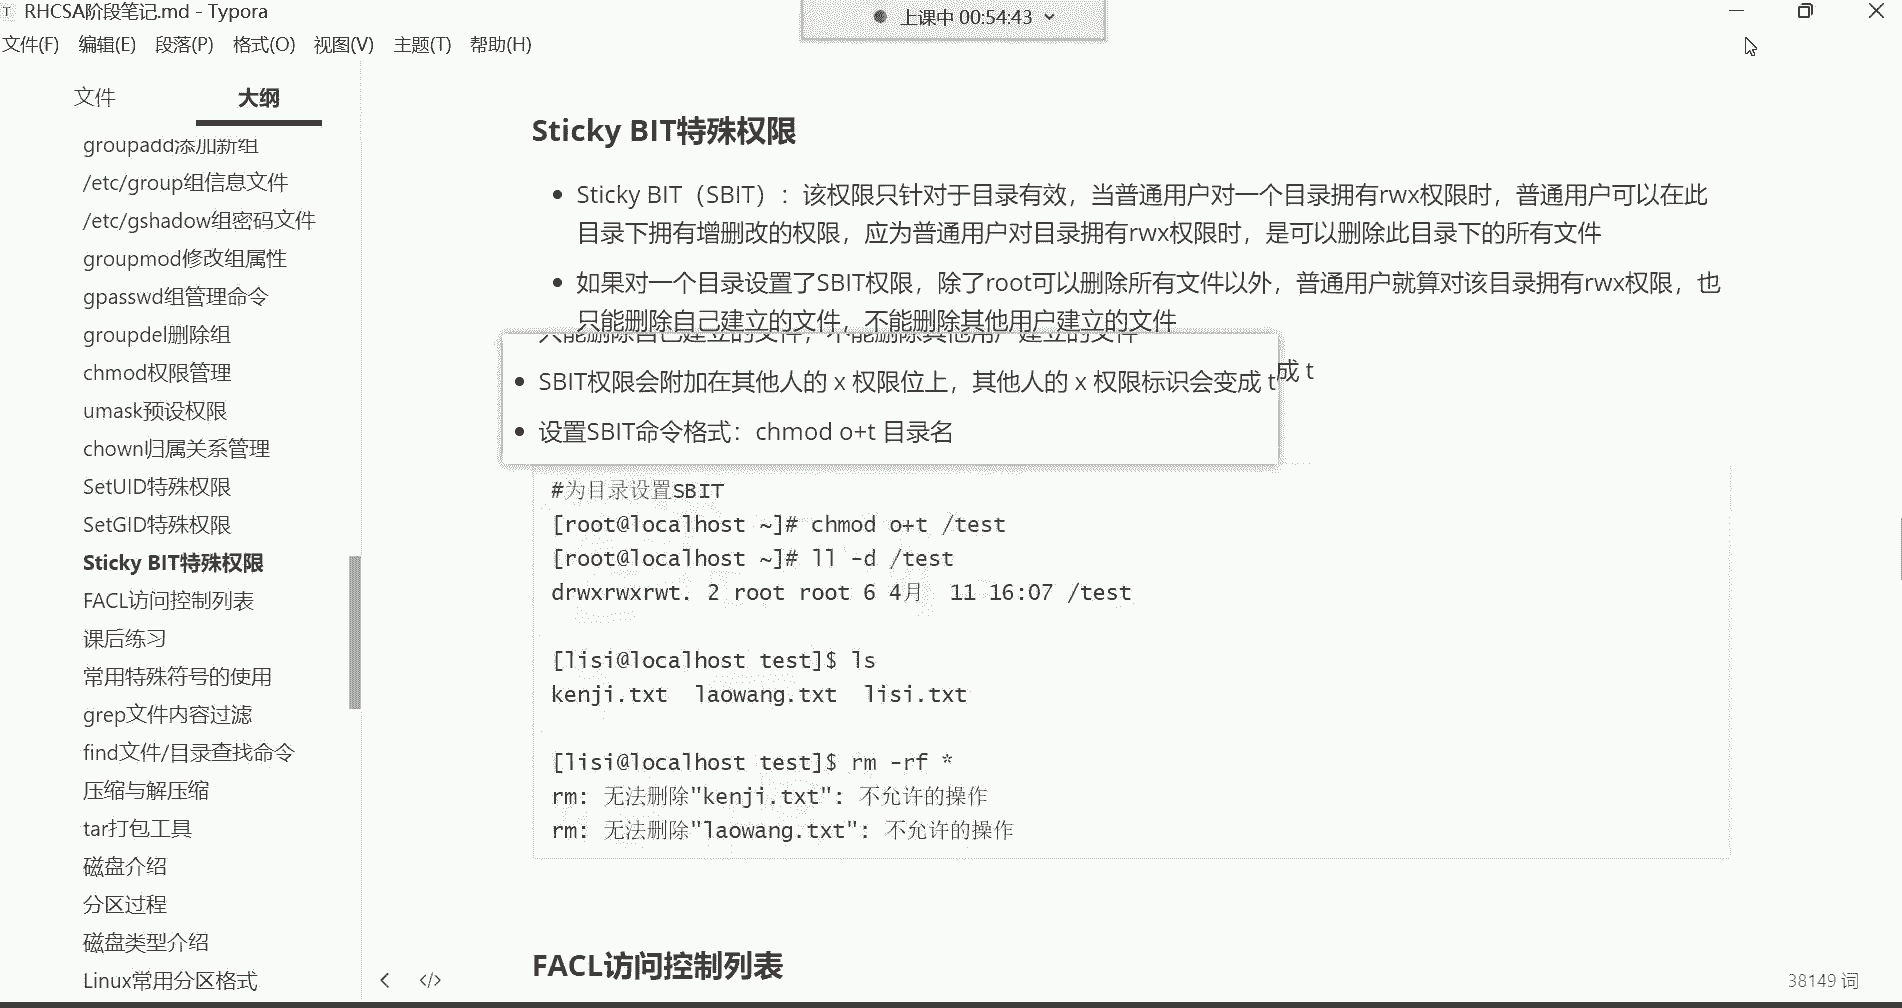 RHCSA阶段笔记.md - Typora
上课中 00:54:43
文件(F) 编辑(E) 段落(P) 格式(O) 视图(V) 主题(T) 帮助(H)
文件 大纲
groupadd添加新组
/etc/group组信息文件
/etc/gshadow组密码文件
groupmod修改组属性
gpasswd组管理命令
groupdel删除组
chmod权限管理
umask预设权限
chown归属关系管理
SetUID特殊权限
SetGID特殊权限
Sticky BIT特殊权限
FACL访问控制列表
课后练习
常用特殊符号的使用
grep文件内容过滤
find文件/目录查找命令
压缩与解压缩
tar打包工具
磁盘介绍
分区过程
磁盘类型介绍
Linux常用分区格式
Sticky BIT特殊权限
Sticky BIT（SBIT）：该权限只针对于目录有效，当普通用户对一个目录拥有rwx权限时，普通用户可以在此
目录下拥有增删改的权限，应为普通用户对目录拥有rwx权限时，是可以删除此目录下的所有文件
如果对一个目录设置了SBIT权限，除了root可以删除所有文件以外，普通用户就算对该目录拥有rwx权限，也
只能删除自己建立的文件，不能删除其他用户建立的文件
只能删除自己建立的文件，不能删除其他用户建立的文件
SBIT权限会附加在其他人的 x 权限位上，其他人的 x 权限标识会变成 t
成 t
设置SBIT命令格式：chmod o+t 目录名
#为目录设置SBIT
[root@localhost ~]# chmod o+t /test
[root@localhost ~]# ll -d /test
drwxrwxrwt. 2 root root 6 4月 11 16:07 /test
[lisi@localhost test]$ ls
kenji.txt laowang.txt lisi.txt
[lisi@localhost test]$ rm -rf *
rm: 无法删除"kenji.txt": 不允许的操作
rm: 无法删除"laowang.txt": 不允许的操作
FACL访问控制列表
38149 词